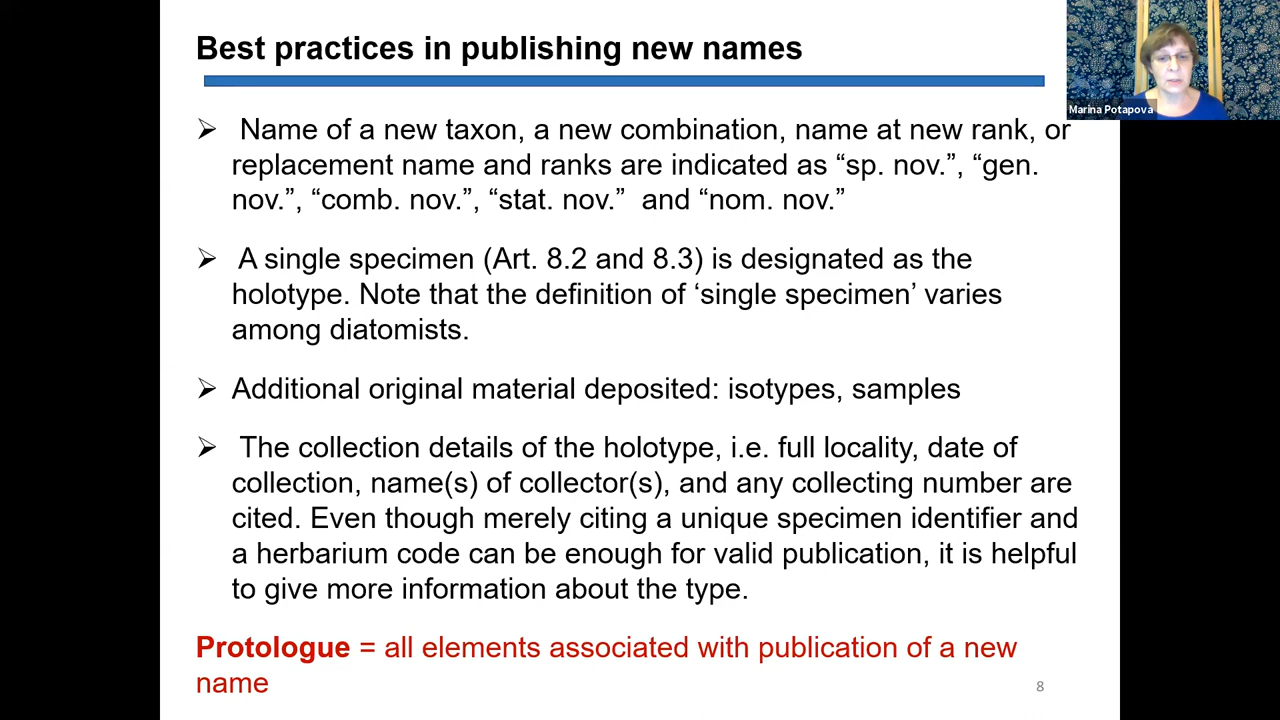 Best practices in publishing new names
Marina Potapova
➢ Name of a new taxon, a new combination, name at new rank, or
replacement name and ranks are indicated as “sp. nov.”, “gen.
nov.”, “comb. nov.”, “stat. nov.” and “nom. nov.”
➢ A single specimen (Art. 8.2 and 8.3) is designated as the
holotype. Note that the definition of ‘single specimen’ varies
among diatomists.
➢ Additional original material deposited: isotypes, samples
➢ The collection details of the holotype, i.e. full locality, date of
collection, name(s) of collector(s), and any collecting number are
cited. Even though merely citing a unique specimen identifier and
a herbarium code can be enough for valid publication, it is helpful
to give more information about the type.
Protologue = all elements associated with publication of a new
name
8